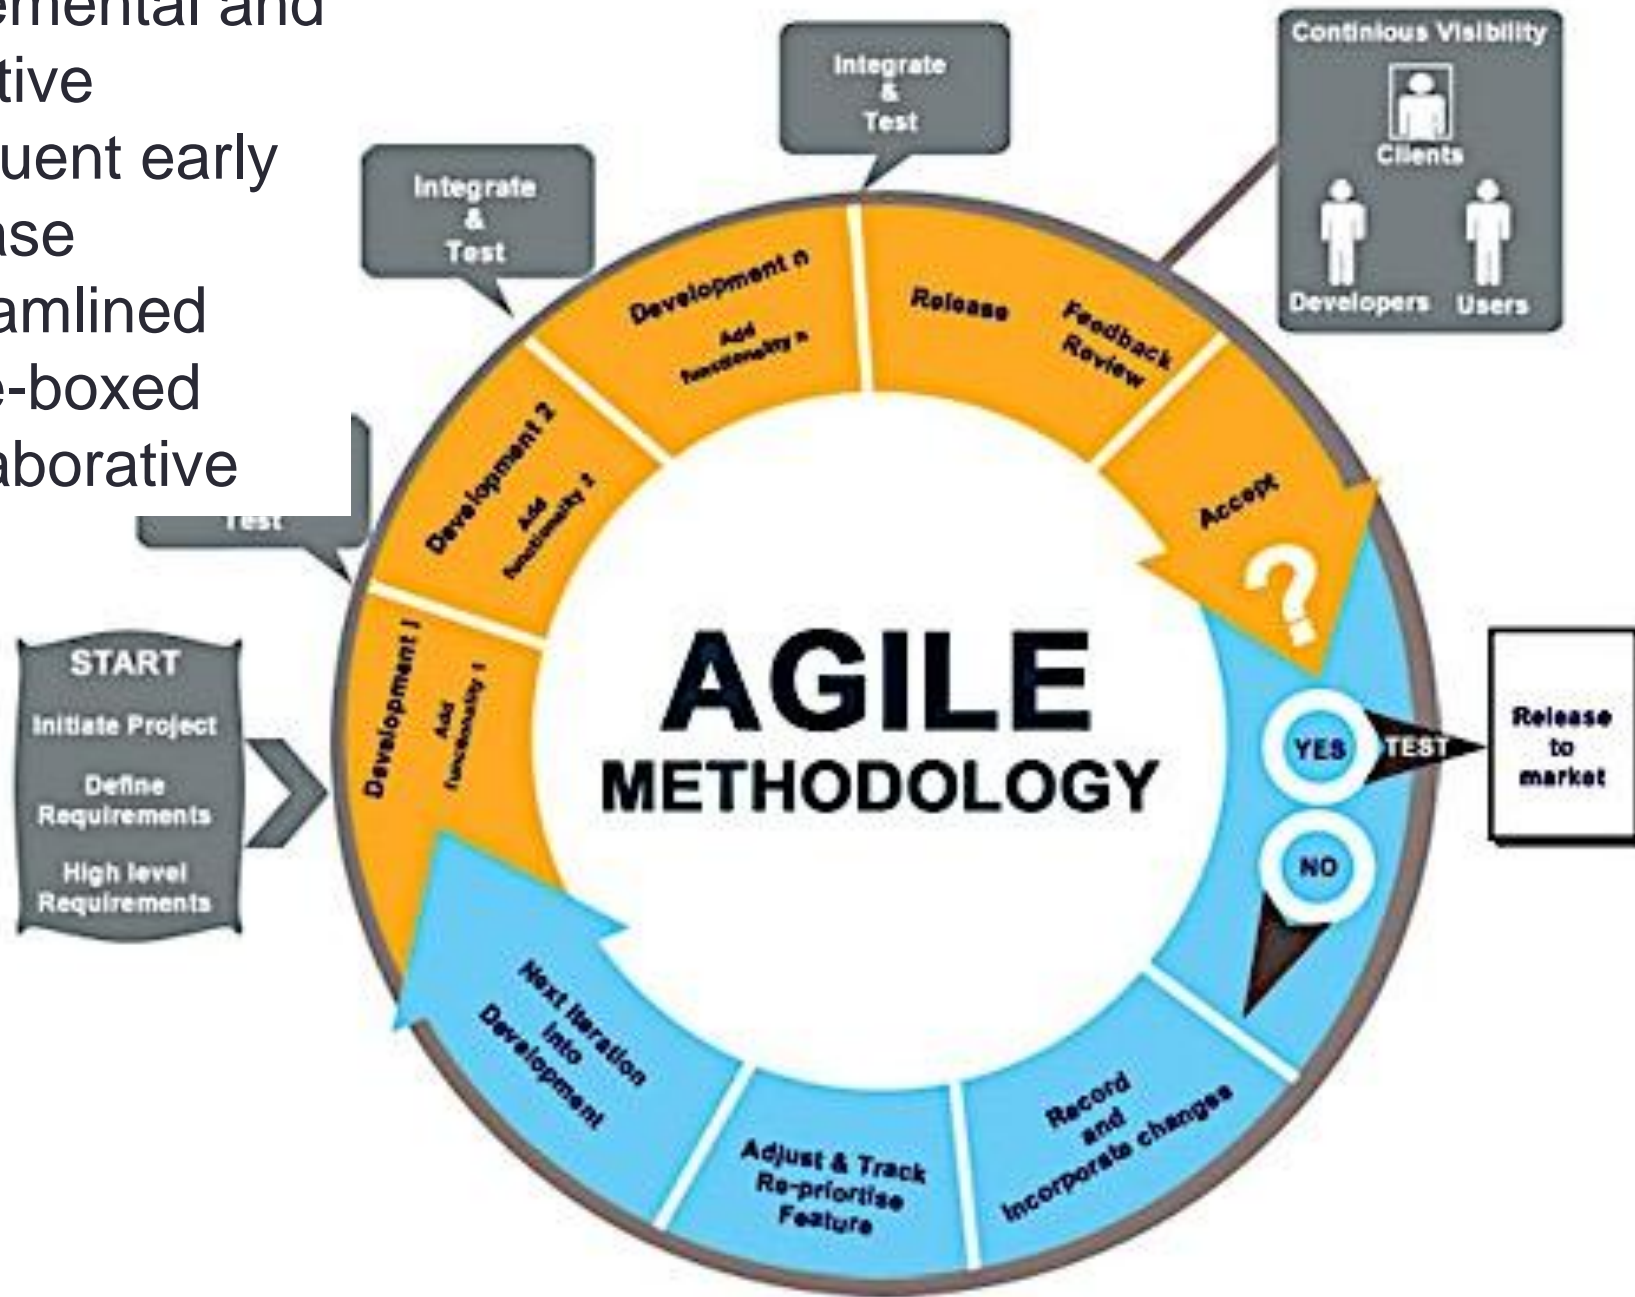 emental and
tive
uent early
ase
amlined
e-boxed
aborative
Integrate
&
Test
Integrate
&
Test
Test
Continious Visibility
Clients
Developers Users
START
Initiate Project
Define
Requirements
High level
Requirements
Development 1
Add
functionality 1
Development 2
Add
functionality 2
Development n
Add
functionality n
Release
Feedback
Review
Accept
?
YES
TEST
Release
to
market
NO
Record
and
Incorporate changes
Adjust & Track
Re-priortise
Feature
Next Iteration
into
Development
AGILE
METHODOLOGY